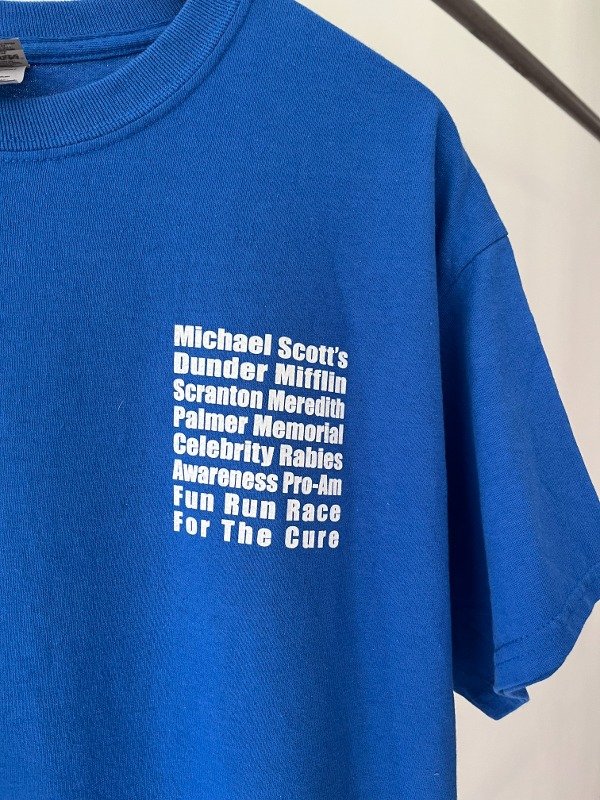 Michael Scott's
Dunder Mifflin
Scranton Meredith
Palmer Memorial
Celebrity Rabies
Awareness Pro-Am
Fun Run Race
For The Cure